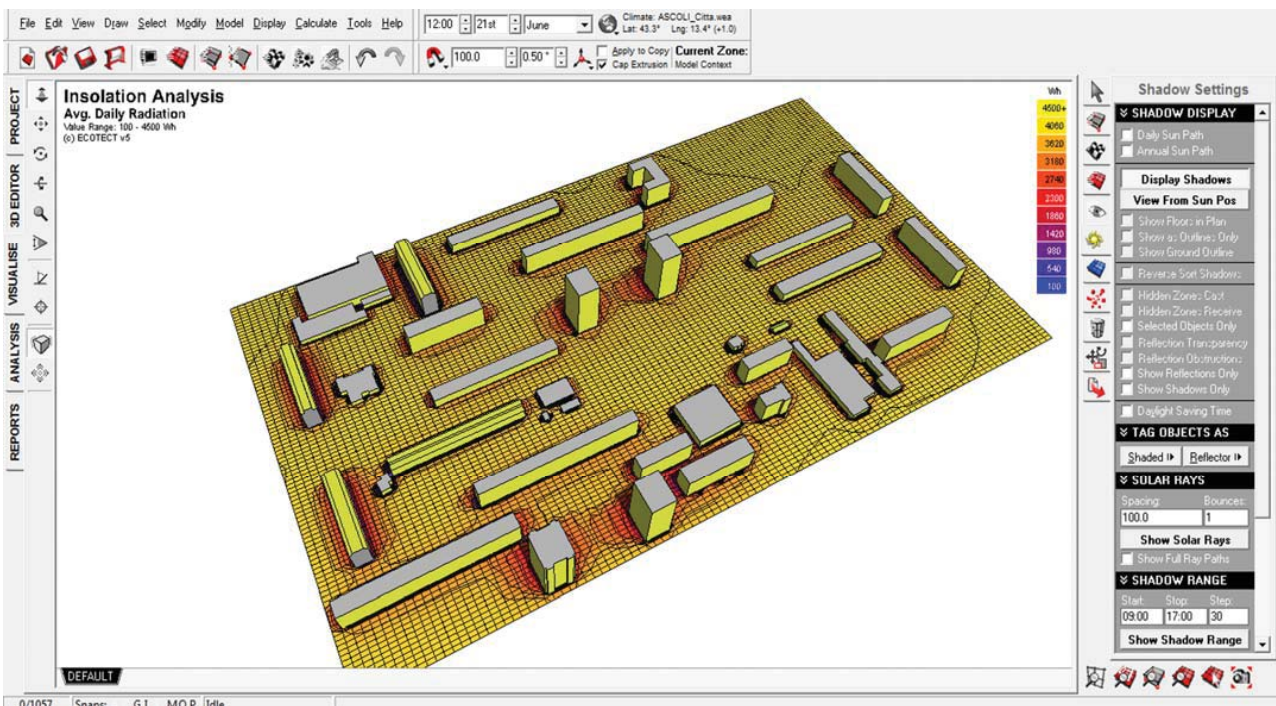 File Edit View Draw Select Modify Model Display Calculate Tools Help
12:00 21st June
Climate: ASCOLI_Citta.wea
Lat: 43.3° Lng: 13.4° (+1.0)
100.0 0.50°
Apply to Copy
Cap Extrusion
Current Zone:
Model Context
PROJECT
3D EDITOR
VISUALISE
ANALYSIS
REPORTS
Insolation Analysis
Avg. Daily Radiation
Value Range: 100 - 4500 Wh
(c) ECOTECT v5
Wh
4500+
4060
3620
3180
2740
2300
1860
1420
980
540
100
DEFAULT
Shadow Settings
SHADOW DISPLAY
Daily Sun Path
Annual Sun Path
Display Shadows
View From Sun Pos
Show Floors in Plan
Show as Outlines Only
Show Ground Outline
Reverse Sort Shadows
Hidden Zones Cast
Hidden Zones Receive
Selected Objects Only
Reflection Transparency
Reflection Obstructions
Show Reflections Only
Show Shadows Only
Daylight Saving Time
TAG OBJECTS AS
Shaded Reflector
SOLAR RAYS
Spacing: Bounces:
100.0 1
Show Solar Rays
Show Full Ray Paths
SHADOW RANGE
Start: Stop: Step:
09:00 17:00 30
Show Shadow Range
0/1057 Snaps: Idle